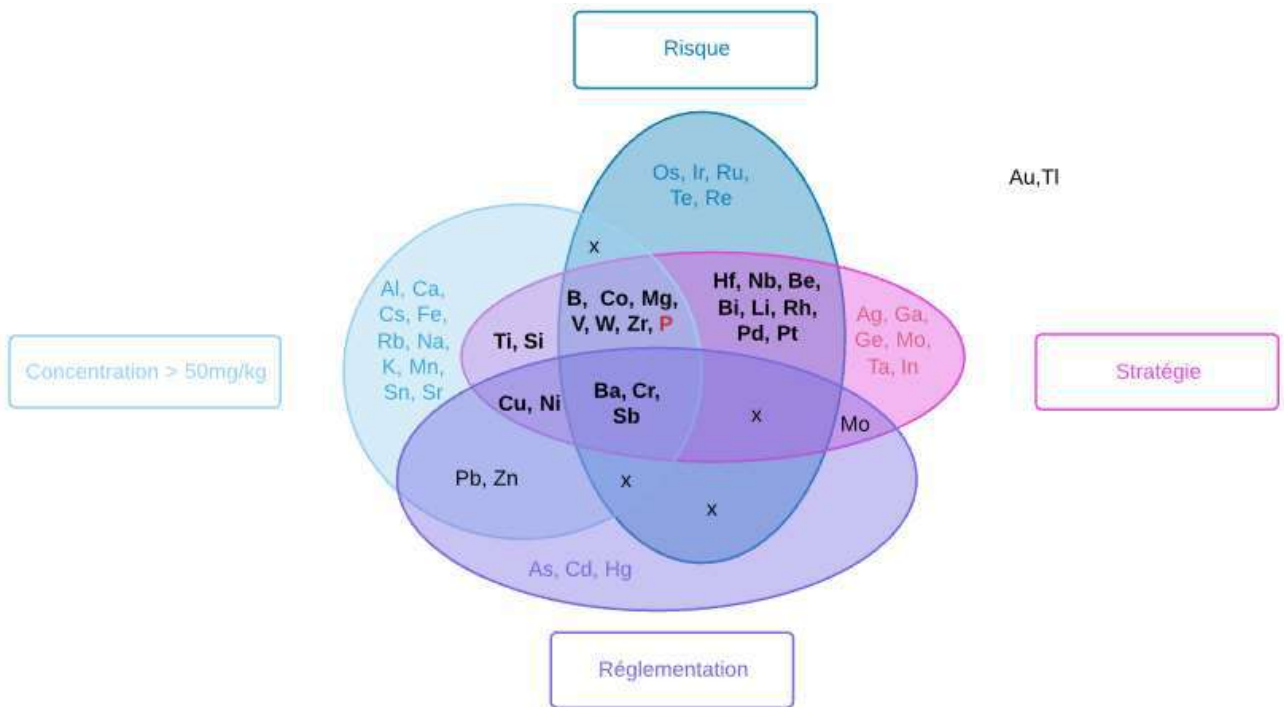 Risque
Os, Ir, Ru,
Te, Re
Au,Tl
x
Al, Ca,
Cs, Fe,
Rb, Na,
K, Mn,
Sn, Sr
B, Co, Mg,
V, W, Zr, P
Hf, Nb, Be,
Bi, Li, Rh,
Pd, Pt
Ag, Ga,
Ge, Mo,
Ta, In
Ti, Si
Concentration > 50mg/kg
Stratégie
Cu, Ni
Ba, Cr,
Sb
x
Mo
Pb, Zn
x
x
As, Cd, Hg
Réglementation